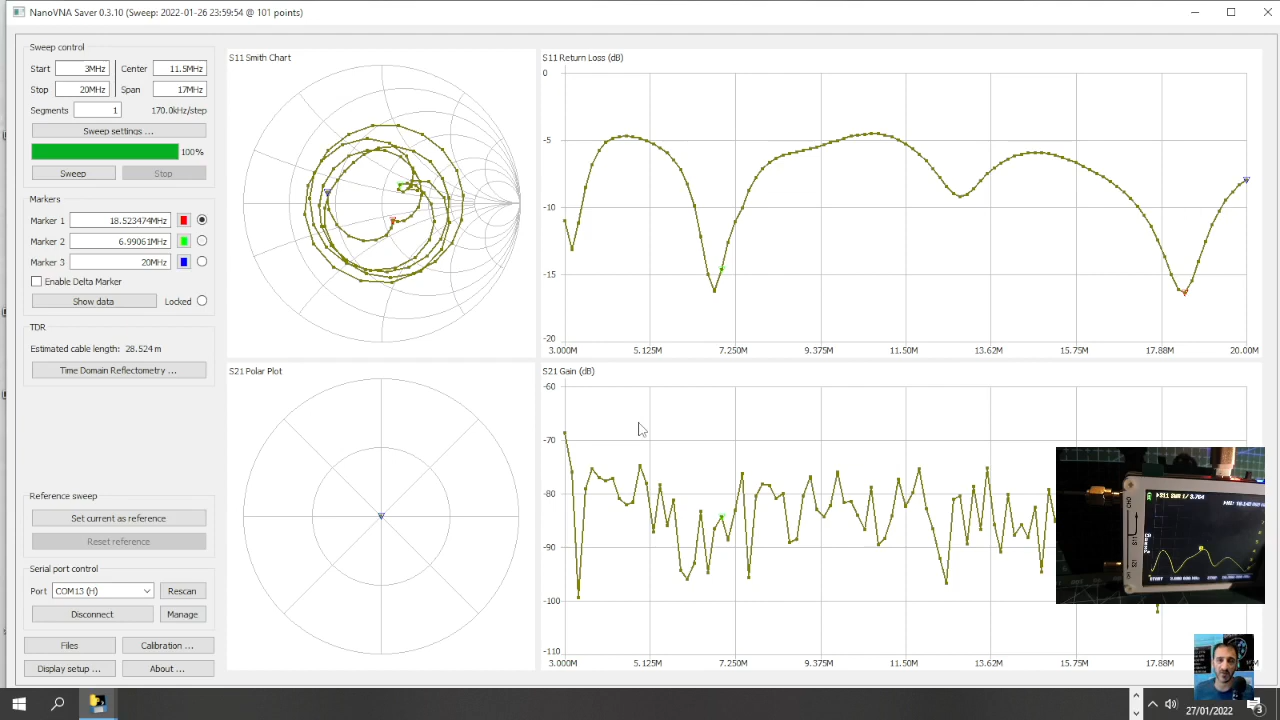 NanoVNA Saver 0.3.10 (Sweep: 2022-01-26 23:59:54 @ 101 points)
Sweep control
Start 3MHz Center 11.5MHz
Stop 20MHz Span 17MHz
Segments 1 170.0kHz/step
Sweep settings ...
100%
Sweep Stop
Markers
Marker 1 18.523474MHz
Marker 2 6.99061MHz
Marker 3 20MHz
Enable Delta Marker
Show data Locked
TDR
Estimated cable length: 28.524 m
Time Domain Reflectometry ...
Reference sweep
Set current as reference
Reset reference
Serial port control
Port COM13 (H) Rescan
Disconnect Manage
Files Calibration ...
Display setup ... About ...
S11 Smith Chart
S11 Return Loss (dB)
0
-5
-10
-15
-20
3.000M 5.125M 7.250M 9.375M 11.50M 13.62M 15.75M 17.88M 20.00M
S21 Polar Plot
S21 Gain (dB)
-60
-70
-80
-90
-100
-110
3.000M 5.125M 7.250M 9.375M 11.50M 13.62M 15.75M 17.88M
CH0
S11
S21
27/01/2022
3